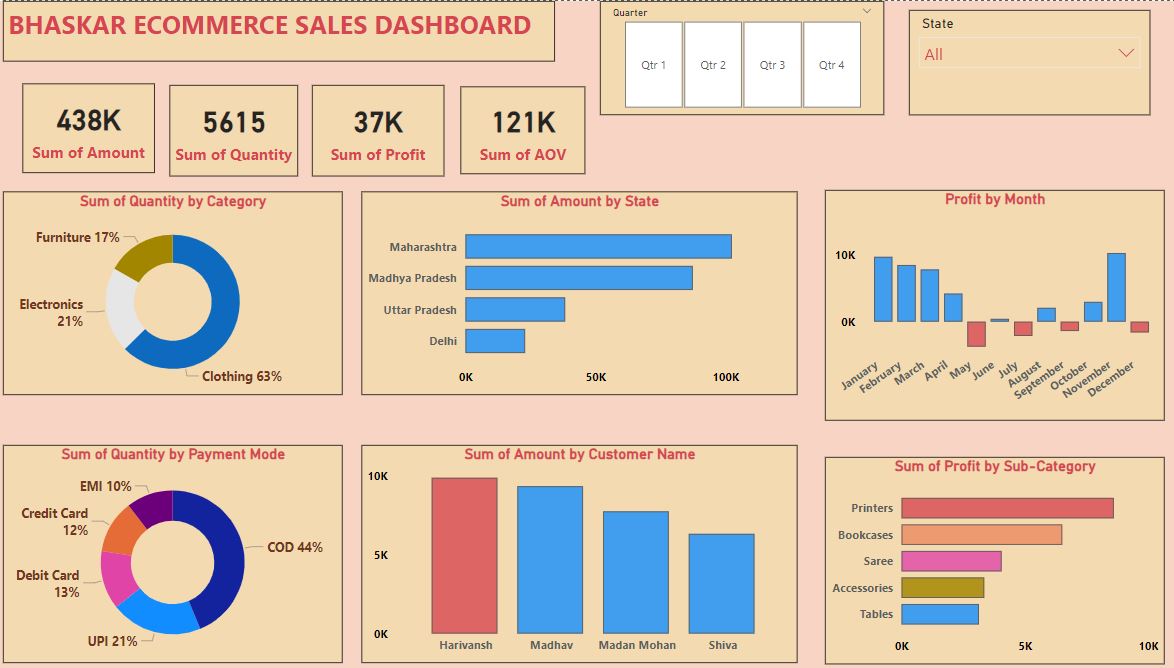 BHASKAR ECOMMERCE SALES DASHBOARD
Quarter
Qtr 1
Qtr 2
Qtr 3
Qtr 4
State
All
438K
Sum of Amount
5615
Sum of Quantity
37K
Sum of Profit
121K
Sum of AOV
Sum of Quantity by Category
Furniture 17%
Electronics
21%
Clothing 63%
Sum of Amount by State
Maharashtra
Madhya Pradesh
Uttar Pradesh
Delhi
0K
50K
100K
Profit by Month
10K
0K
January
February
March
April
May
June
July
August
September
October
November
December
Sum of Quantity by Payment Mode
EMI 10%
Credit Card
12%
Debit Card
13%
UPI 21%
COD 44%
Sum of Amount by Customer Name
10K
5K
0K
Harivansh
Madhav
Madan Mohan
Shiva
Sum of Profit by Sub-Category
Printers
Bookcases
Saree
Accessories
Tables
0K
5K
10K